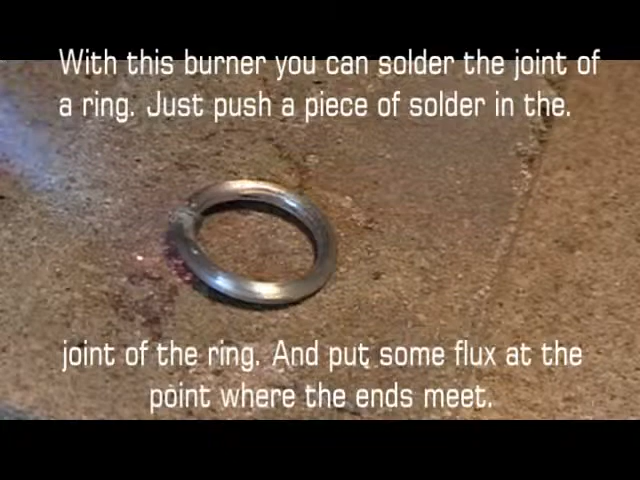 With this burner you can solder the joint of
a ring. Just push a piece of solder in the.
joint of the ring. And put some flux at the
point where the ends meet.